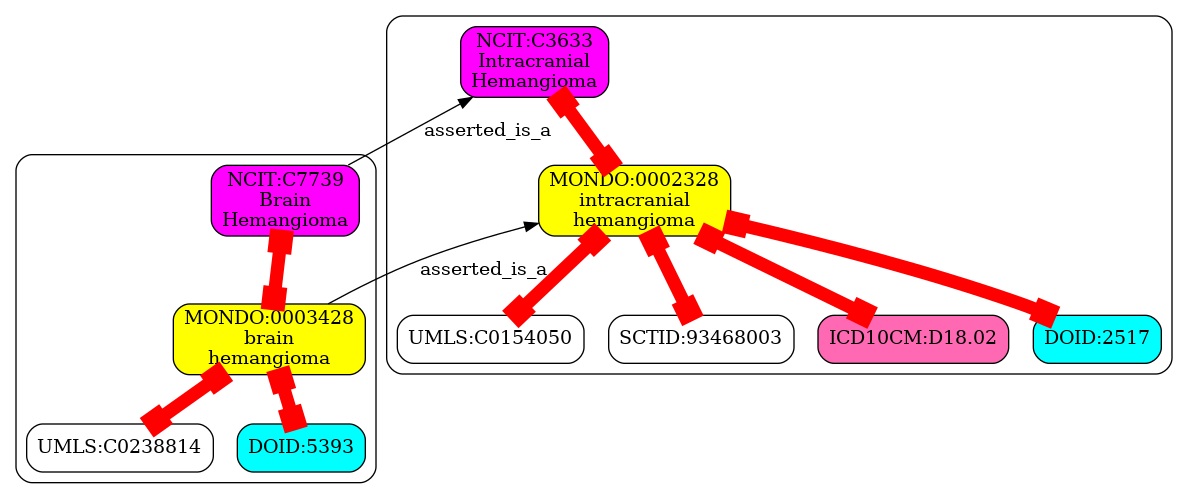 NCIT:C3633
Intracranial
Hemangioma
asserted_is_a
NCIT:C7739
Brain
Hemangioma
MONDO:0002328
intracranial
hemangioma
asserted_is_a
MONDO:0003428
brain
hemangioma
UMLS:C0154050
SCTID:93468003
ICD10CM:D18.02
DOID:2517
UMLS:C0238814
DOID:5393